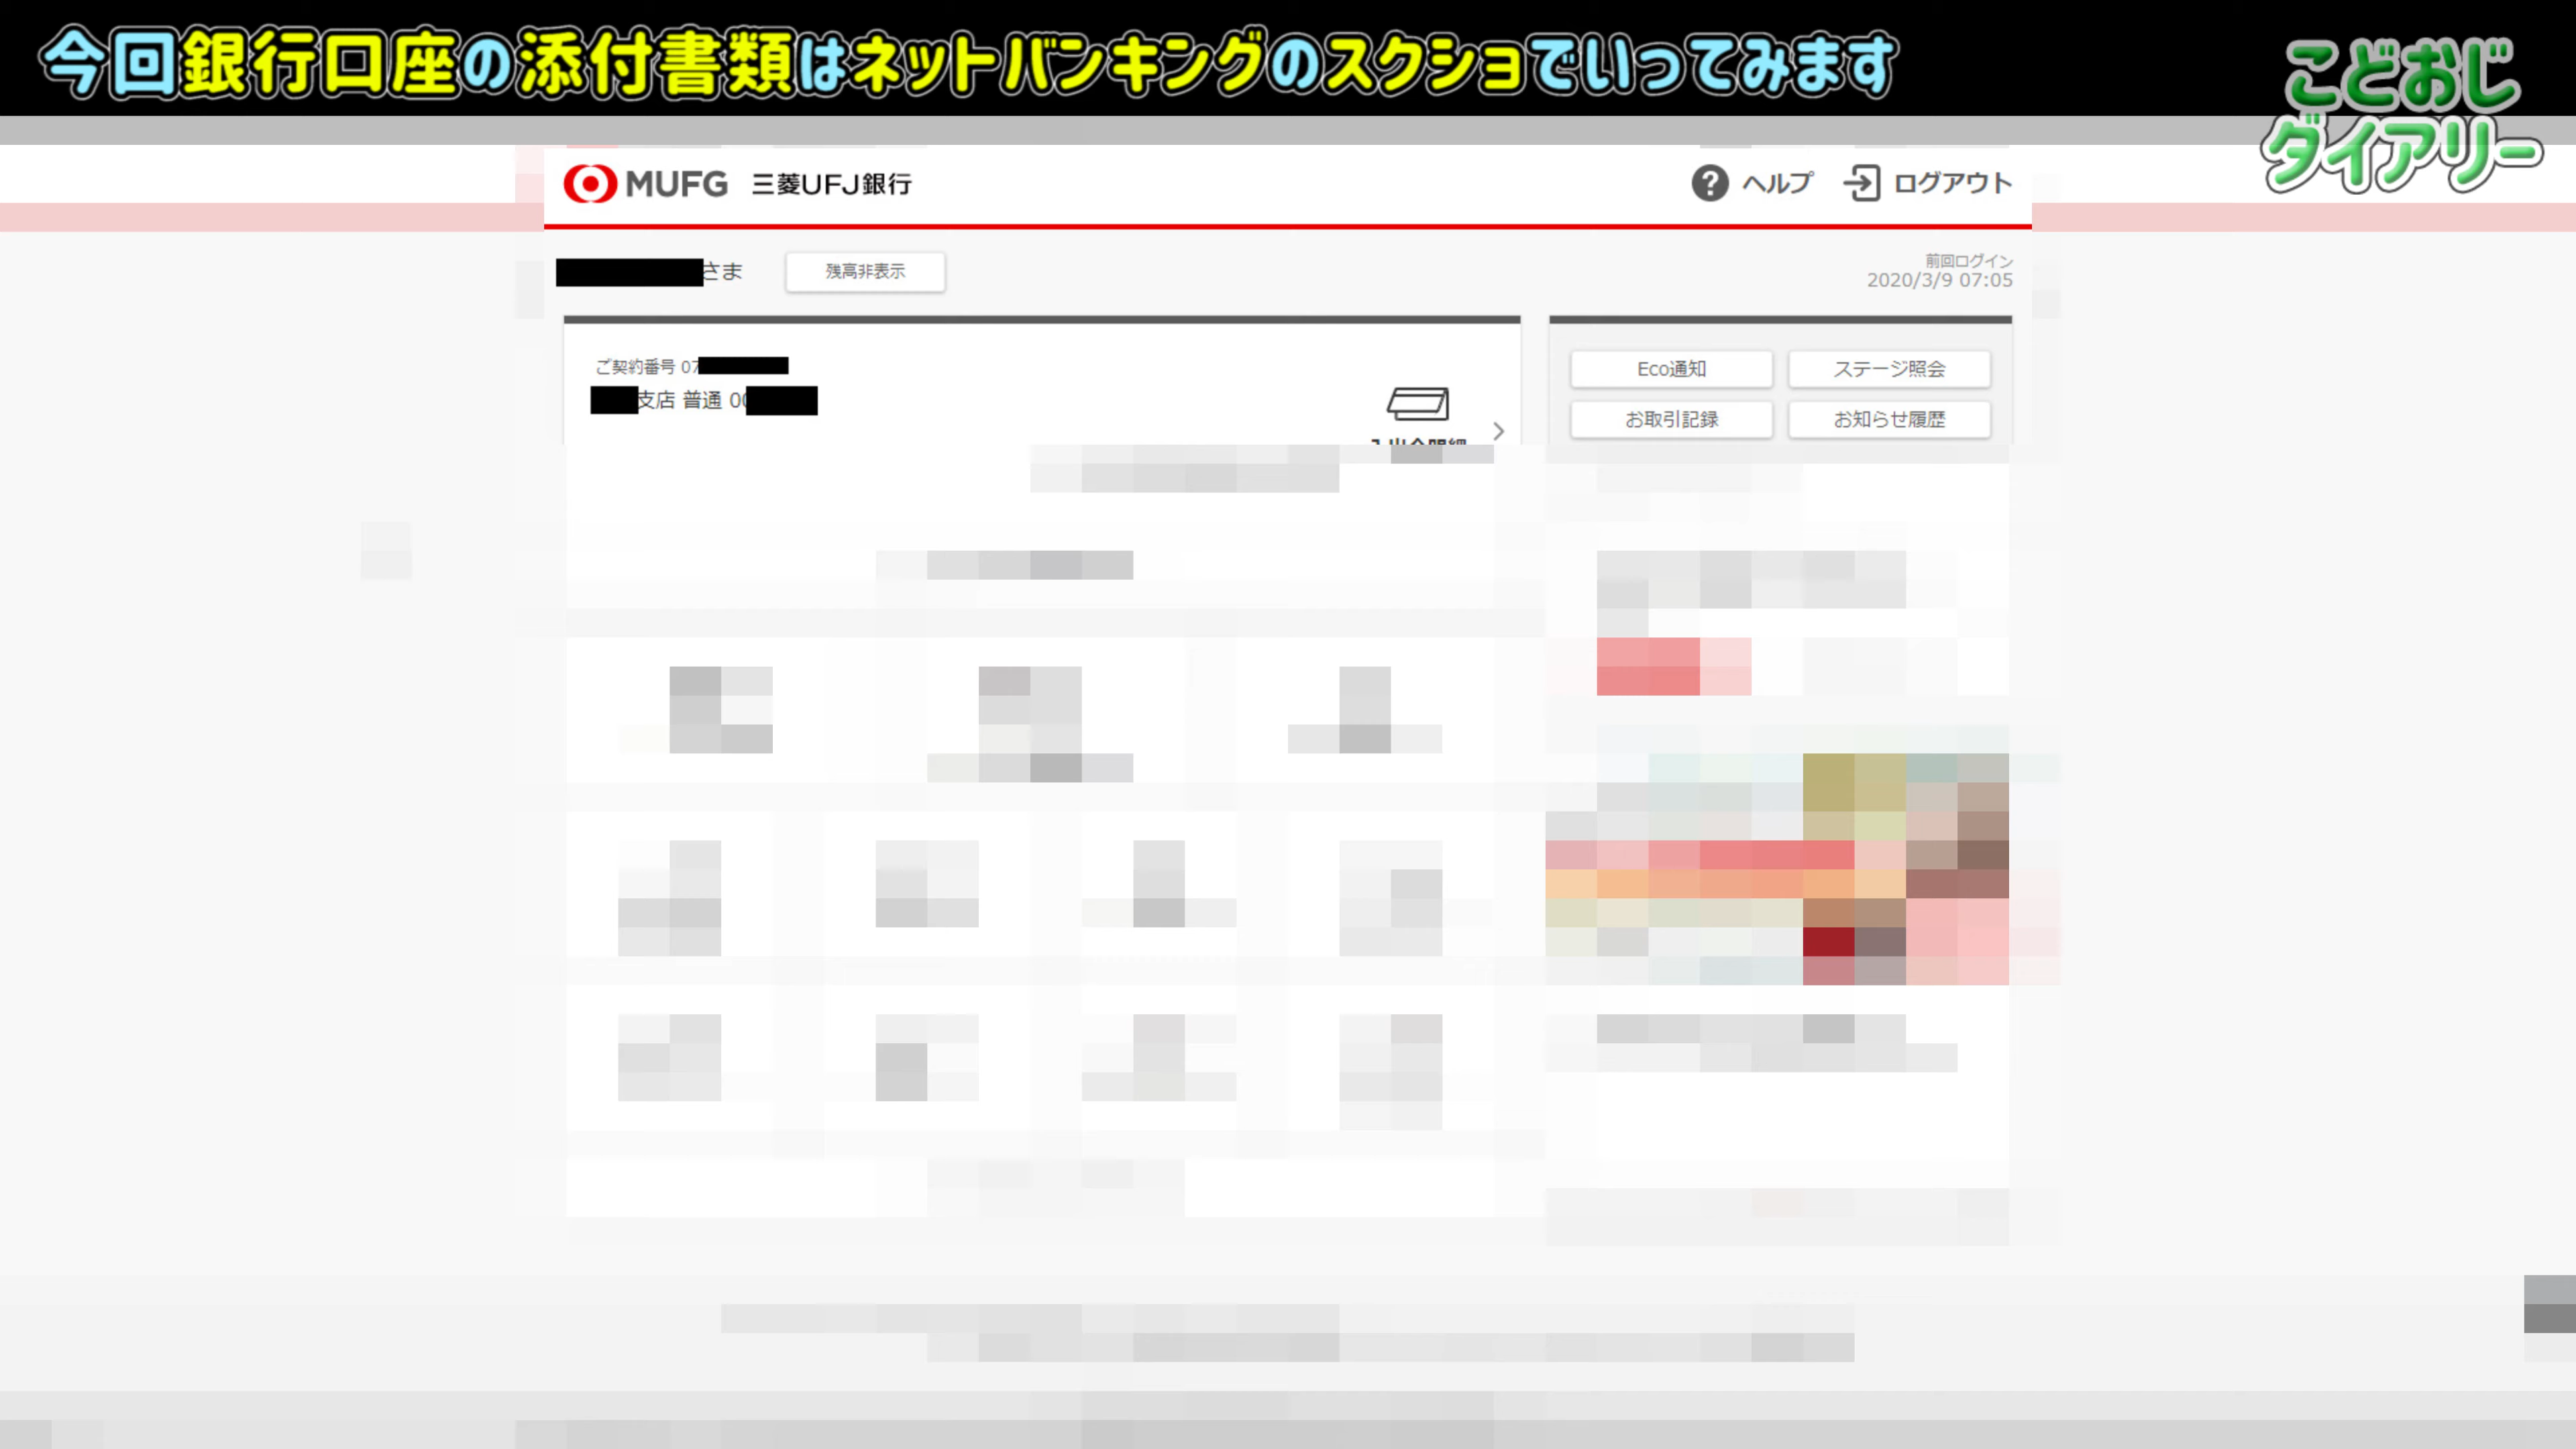 今回銀行口座の添付書類はネットバンキングのスクショでいってみます
こどおじ
ダイアリー
MUFG 三菱UFJ銀行
? ヘルプ ログアウト
さま 残高非表示
前回ログイン
2020/3/9 07:05
ご契約番号 07
支店 普通 00
Eco通知 ステージ照会
お取引記録 お知らせ履歴